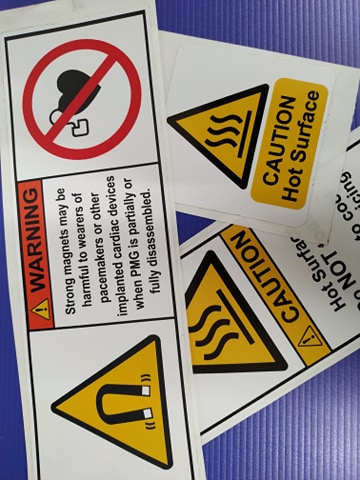 WARNING
Strong magnets may be
harmful to wearers of
pacemakers or other
implanted cardiac devices
when PMG is partially or
fully disassembled.
CAUTION
Hot Surface
CAUTION
Hot
DO NOT